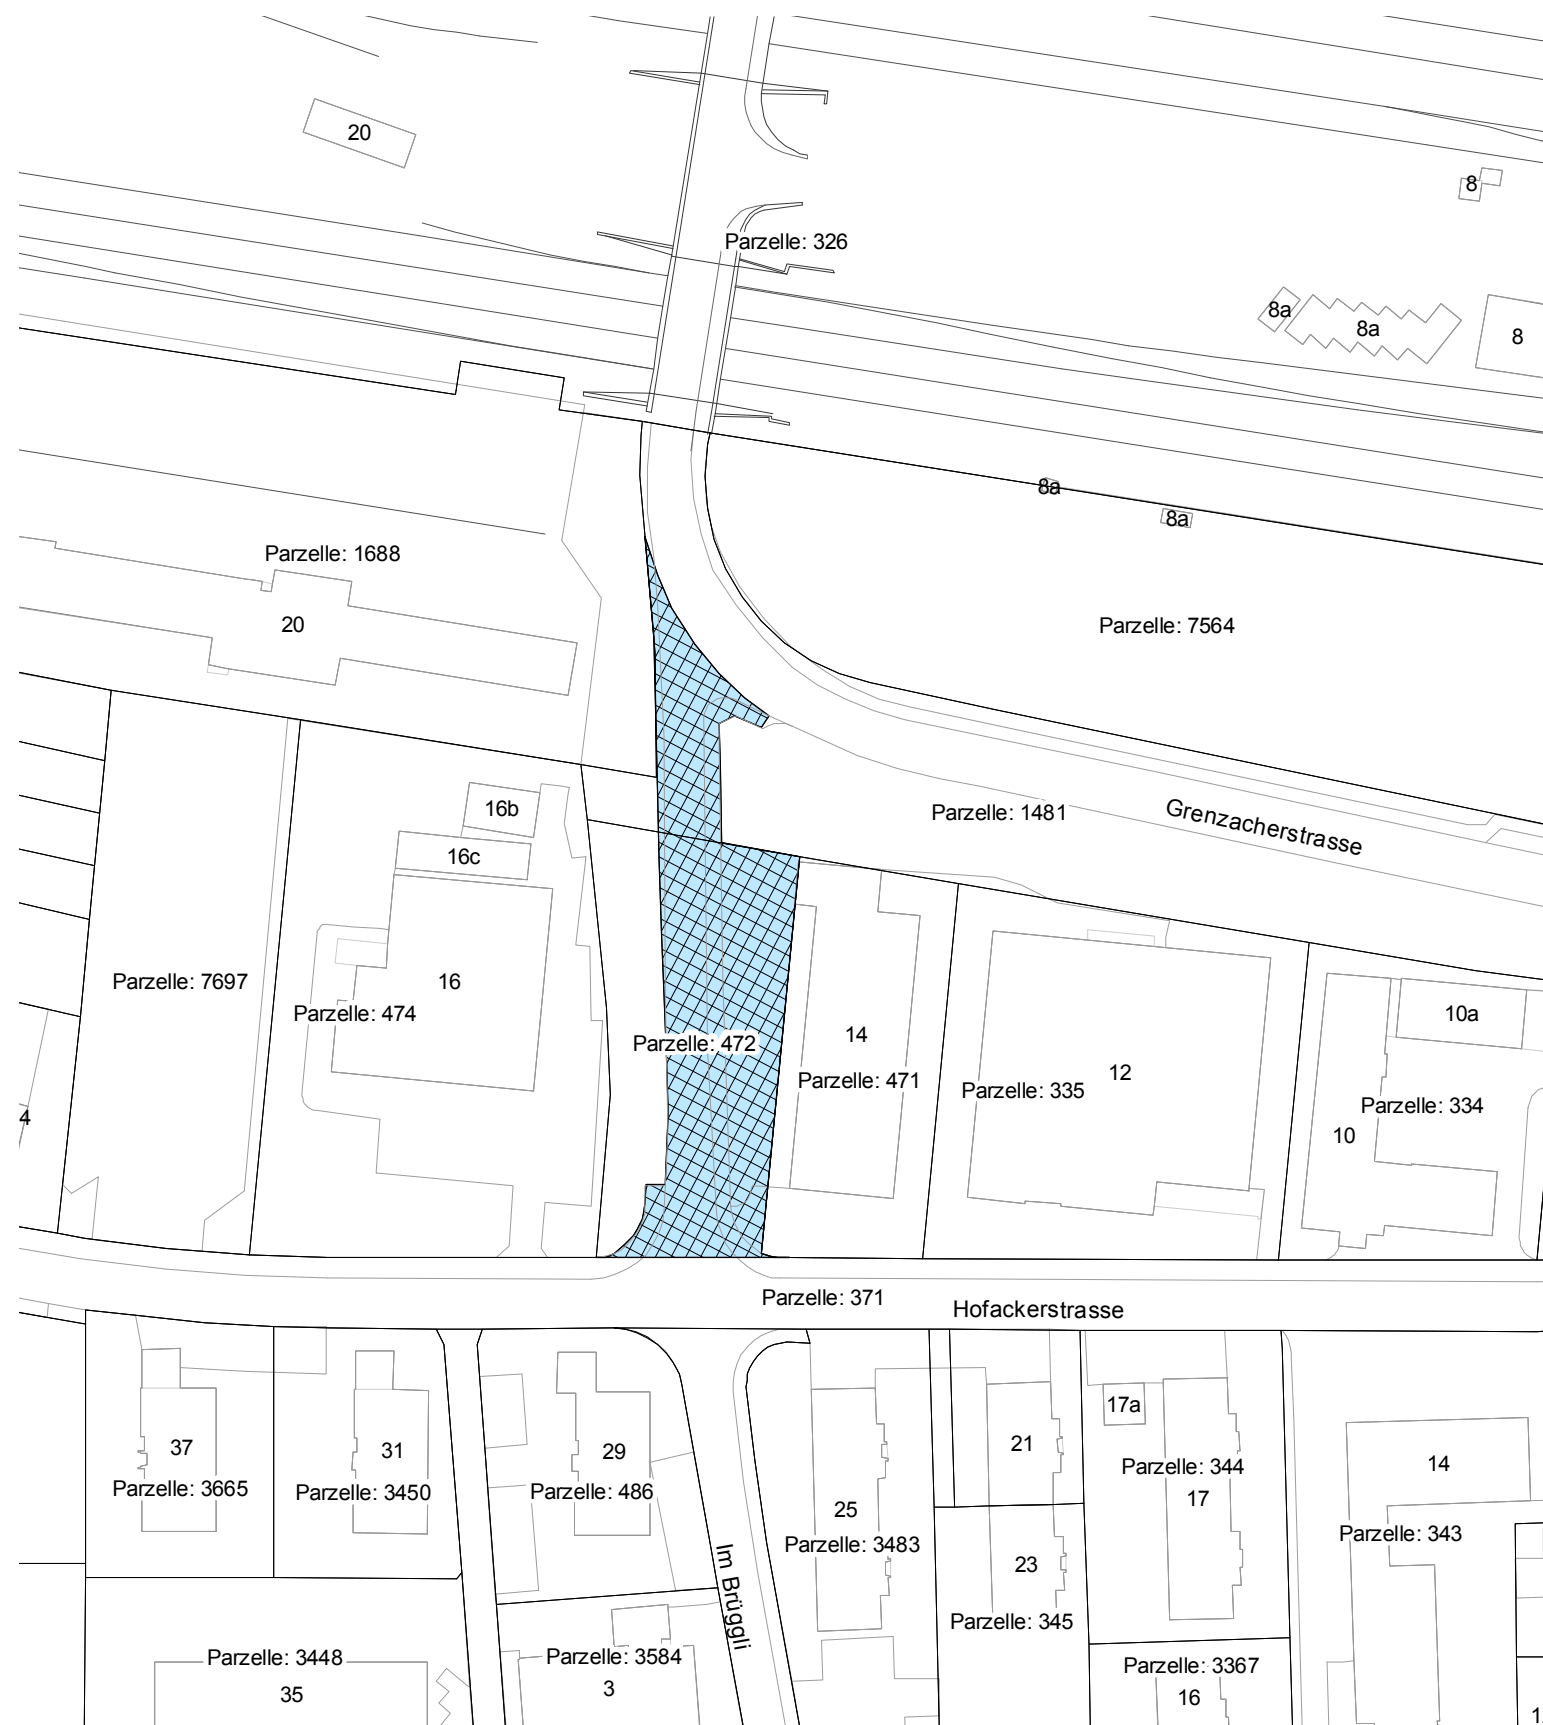 20
8
Parzelle: 326
8a
8a
8
8a
8a
Parzelle: 1688
20
Parzelle: 7564
16b
Parzelle: 1481
Grenzacherstrasse
16c
Parzelle: 7697
16
Parzelle: 474
Parzelle: 472
14
Parzelle: 471
12
Parzelle: 335
10a
Parzelle: 334
10
4
Parzelle: 371
Hofackerstrasse
37
Parzelle: 3665
31
Parzelle: 3450
29
Parzelle: 486
25
Parzelle: 3483
21
17a
Parzelle: 344
17
14
Parzelle: 343
23
Parzelle: 345
Im Brüggli
Parzelle: 3448
35
Parzelle: 3584
3
Parzelle: 3367
16